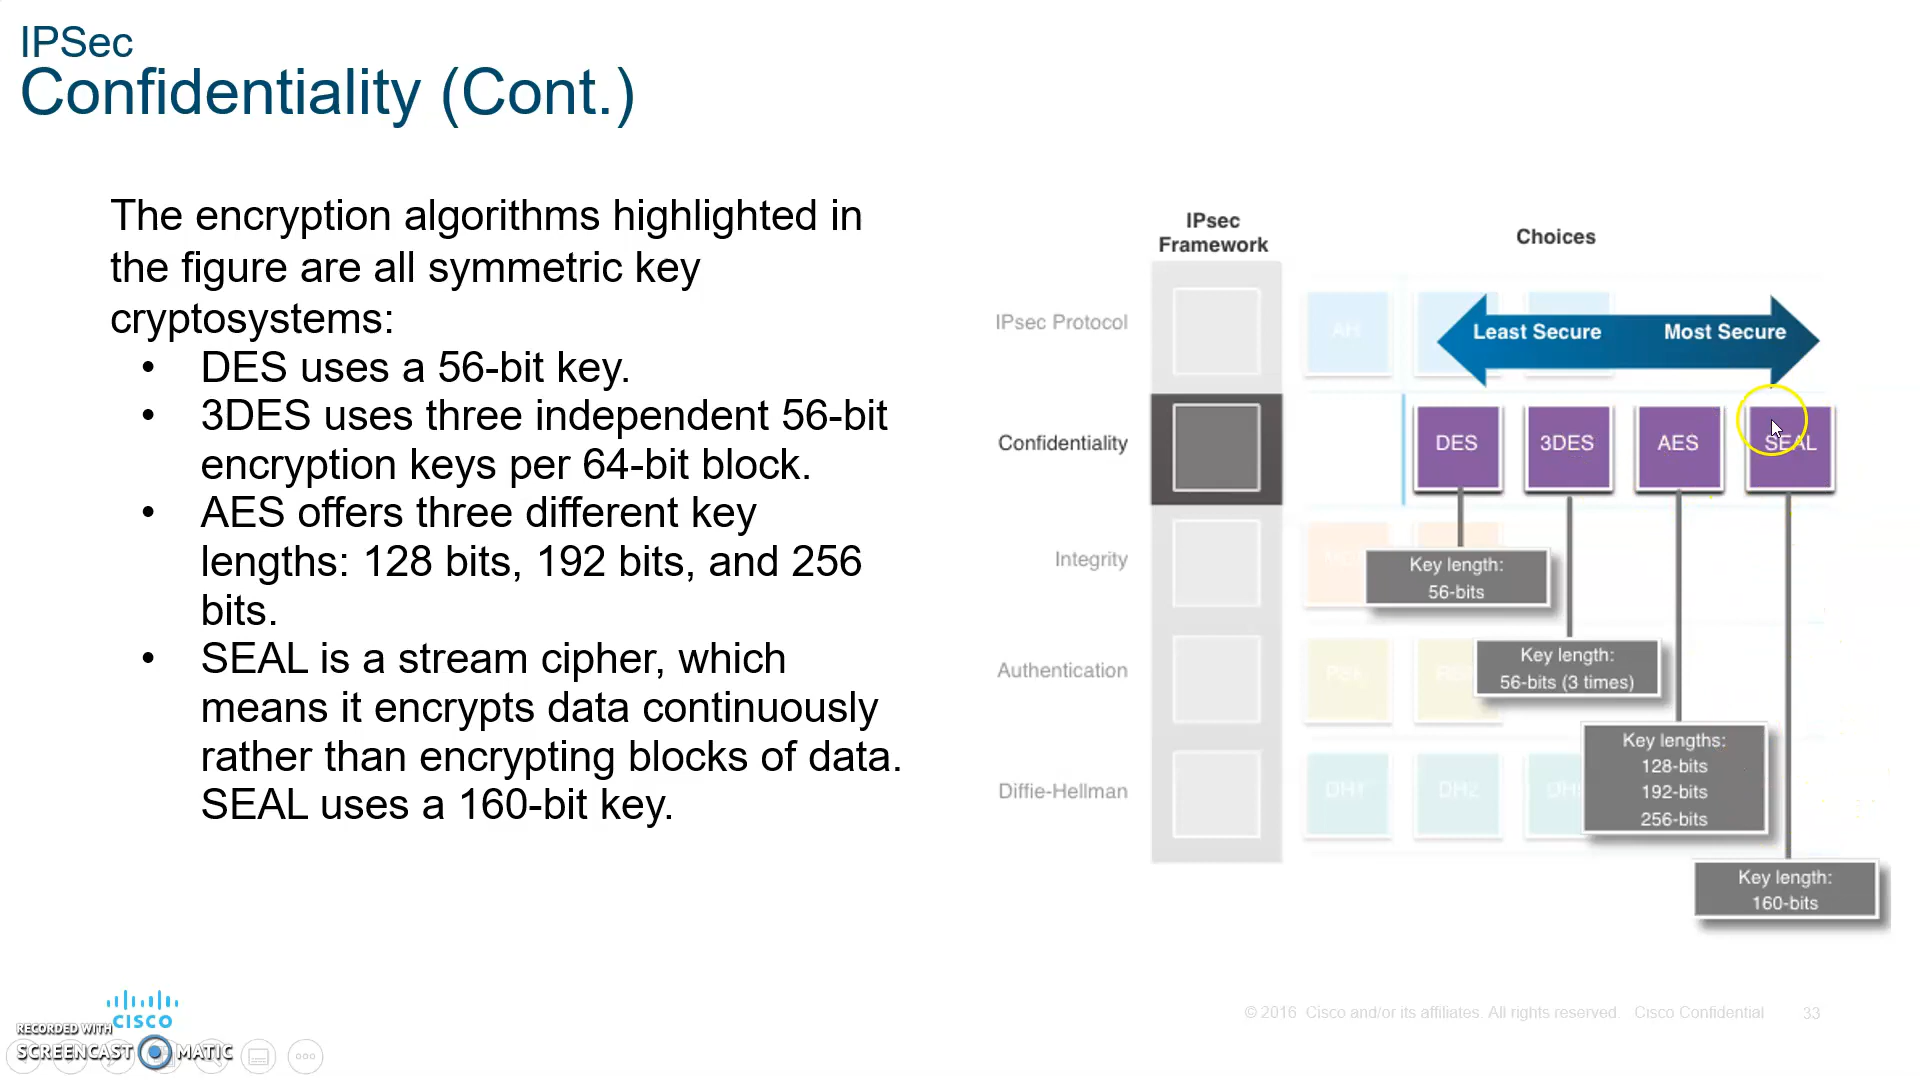 IPSec
Confidentiality (Cont.)
The encryption algorithms highlighted in
the figure are all symmetric key
cryptosystems:
• DES uses a 56-bit key.
• 3DES uses three independent 56-bit
encryption keys per 64-bit block.
• AES offers three different key
lengths: 128 bits, 192 bits, and 256
bits.
• SEAL is a stream cipher, which
means it encrypts data continuously
rather than encrypting blocks of data.
SEAL uses a 160-bit key.
IPsec
Framework
Choices
IPsec Protocol
AH
Least Secure
Most Secure
Confidentiality
DES
3DES
AES
SEAL
Integrity
Key length:
56-bits
Authentication
Key length:
56-bits (3 times)
Diffie-Hellman
DH1
DH2
Key lengths:
128-bits
192-bits
256-bits
Key length:
160-bits
CISCO
© 2016 Cisco and/or its affiliates. All rights reserved. Cisco Confidential
33
RECORDED WITH
SCREENCAST MATIC